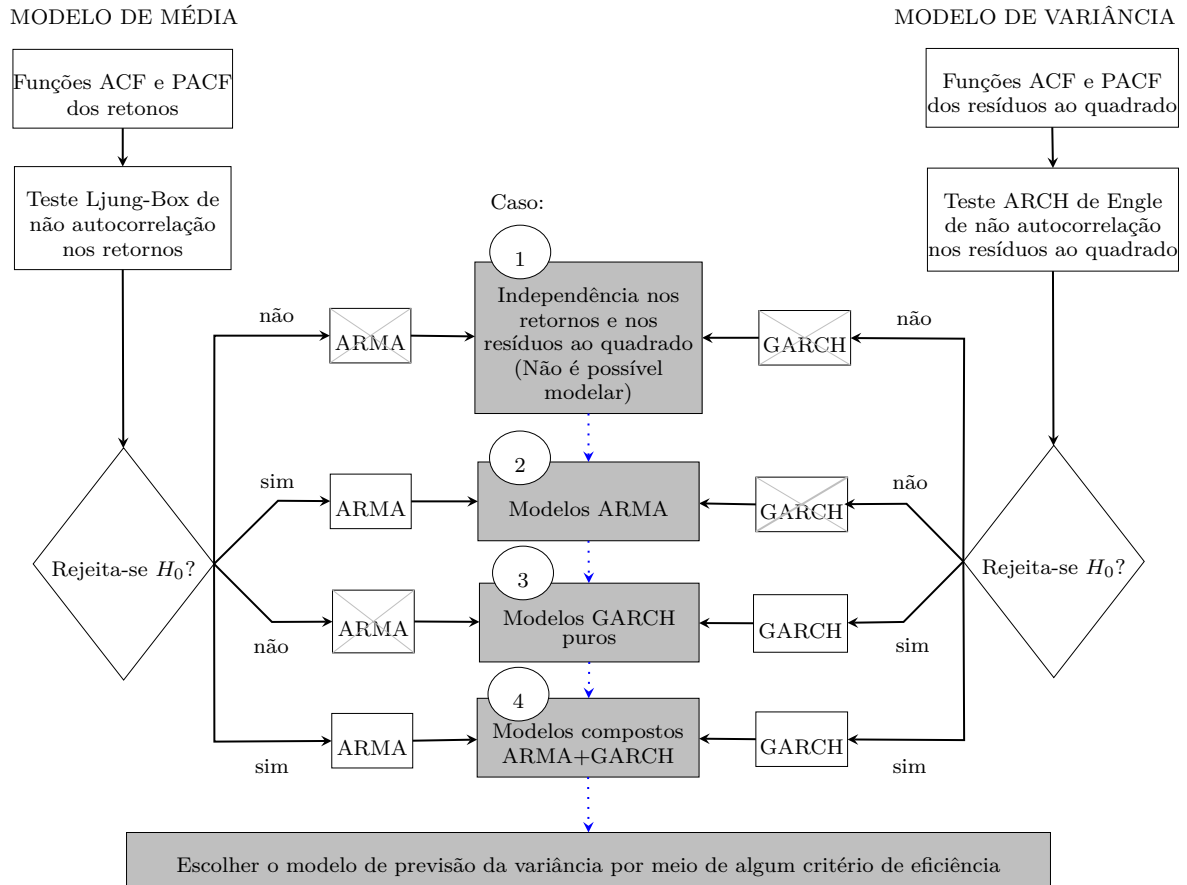 MODELO DE MÉDIA
MODELO DE VARIÂNCIA
Funções ACF e PACF
dos retonos
Funções ACF e PACF
dos resíduos ao quadrado
Teste Ljung-Box de
não autocorrelação
nos retornos
Teste ARCH de Engle
de não autocorrelação
nos resíduos ao quadrado
Caso:
1
Independência nos
retornos e nos
resíduos ao quadrado
(Não é possível
modelar)
não
ARMA
GARCH
não
2
sim
ARMA
Modelos ARMA
GARCH
não
Rejeita-se H₀?
Rejeita-se H₀?
3
não
ARMA
Modelos GARCH
puros
GARCH
sim
4
sim
ARMA
Modelos compostos
ARMA+GARCH
GARCH
sim
Escolher o modelo de previsão da variância por meio de algum critério de eficiência